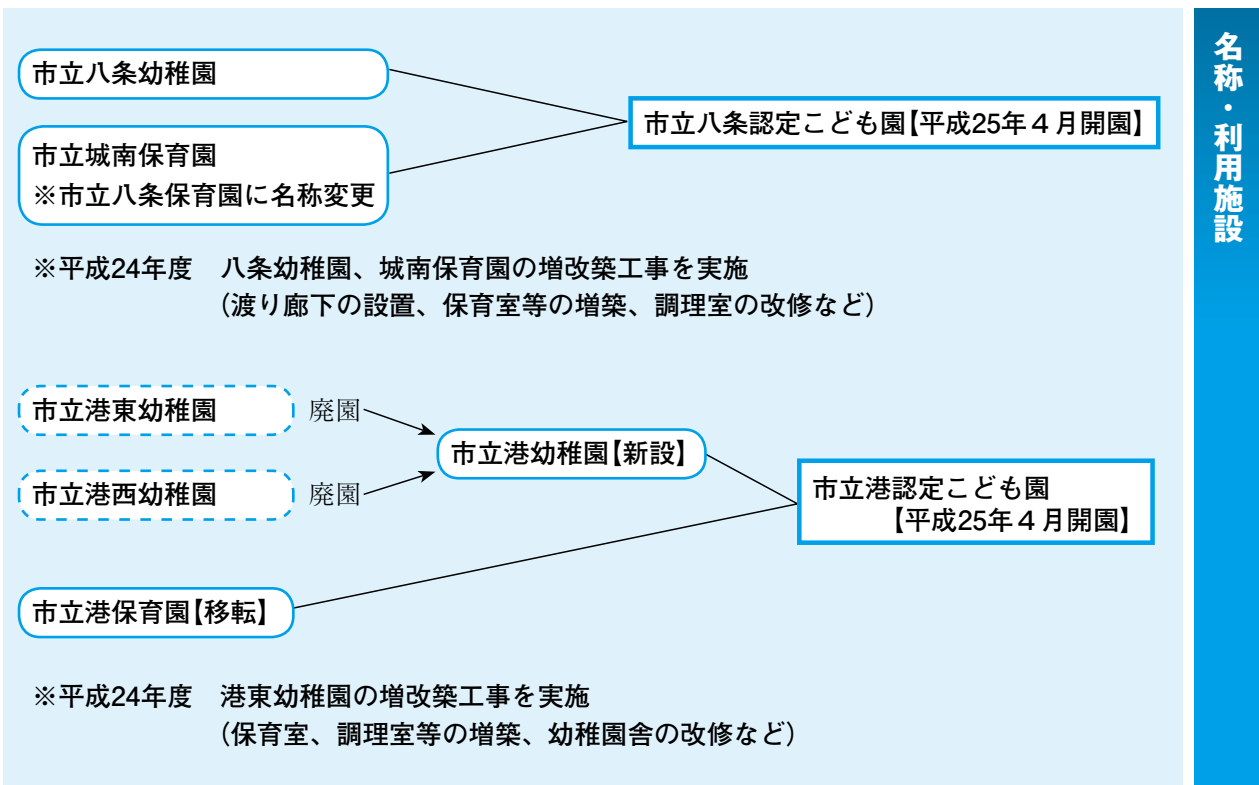 名称・利用施設
市立八条幼稚園
市立城南保育園
※市立八条保育園に名称変更
市立八条認定こども園【平成25年４月開園】
※平成24年度　八条幼稚園、城南保育園の増改築工事を実施
（渡り廊下の設置、保育室等の増築、調理室の改修など）
市立港東幼稚園　廃園
市立港西幼稚園　廃園
市立港幼稚園【新設】
市立港保育園【移転】
市立港認定こども園
【平成25年４月開園】
※平成24年度　港東幼稚園の増改築工事を実施
（保育室、調理室等の増築、幼稚園舎の改修など）